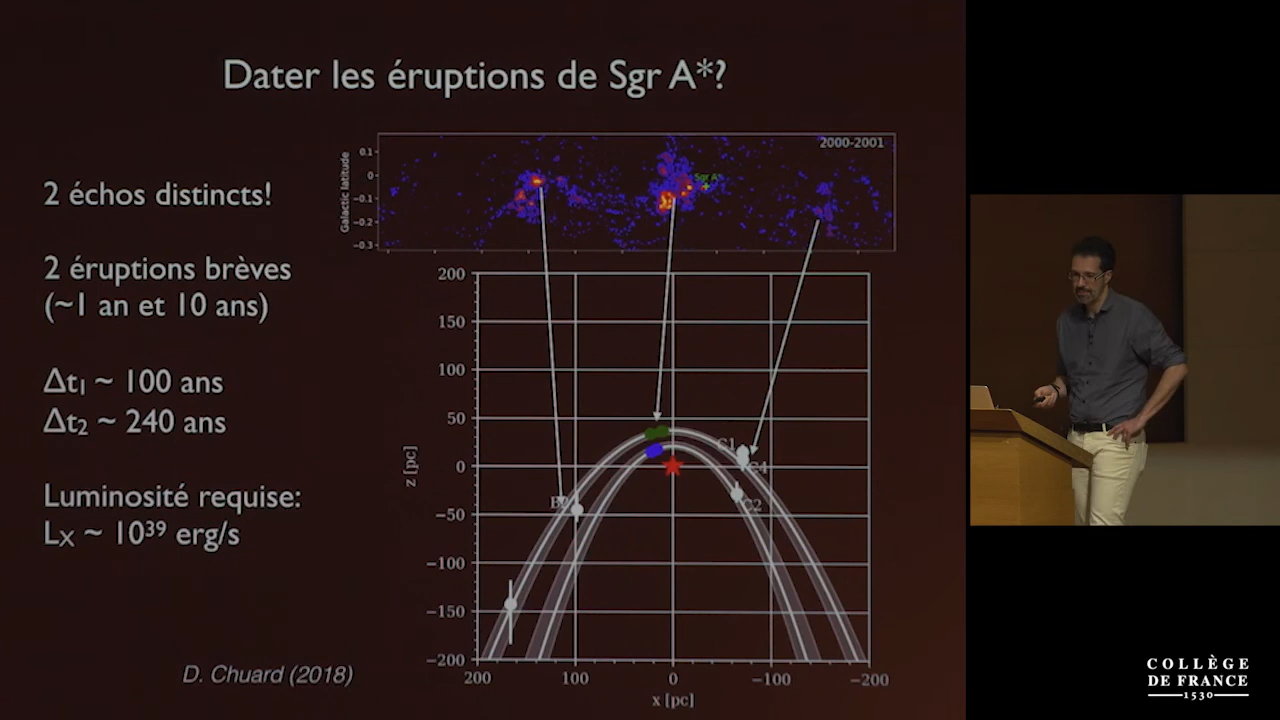 Dater les éruptions de Sgr A*?
2000-2001
Sgr A*
Galactic latitude
0.1
0
−0.1
−0.2
−0.3
2 échos distincts!
2 éruptions brèves
(~1 an et 10 ans)
Δt₁ ~ 100 ans
Δt₂ ~ 240 ans
Luminosité requise:
Lx ~ 10³⁹ erg/s
D. Chuard (2018)
200
150
100
50
0
−50
−100
−150
−200
z [pc]
C1
C4
C2
200
100
0
−100
−200
x [pc]
COLLÈGE
DE FRANCE
1530